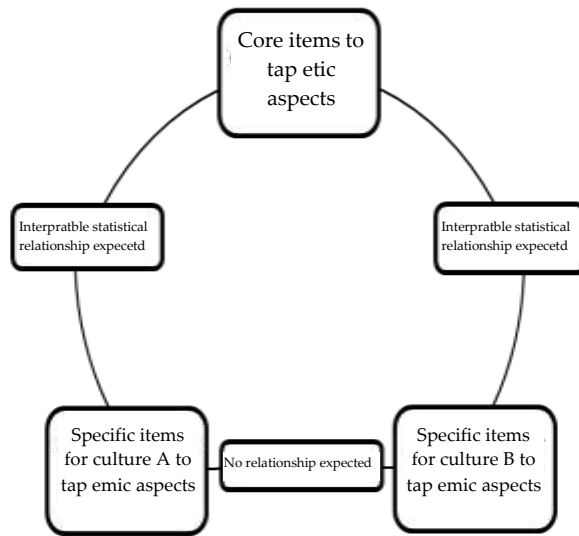 Core items to
tap etic
aspects
Interpratble statistical
relationship expecetd
Interpratble statistical
relationship expecetd
Specific items
for culture A to
tap emic aspects
No relationship expected
Specific items
for culture B to
tap emic aspects